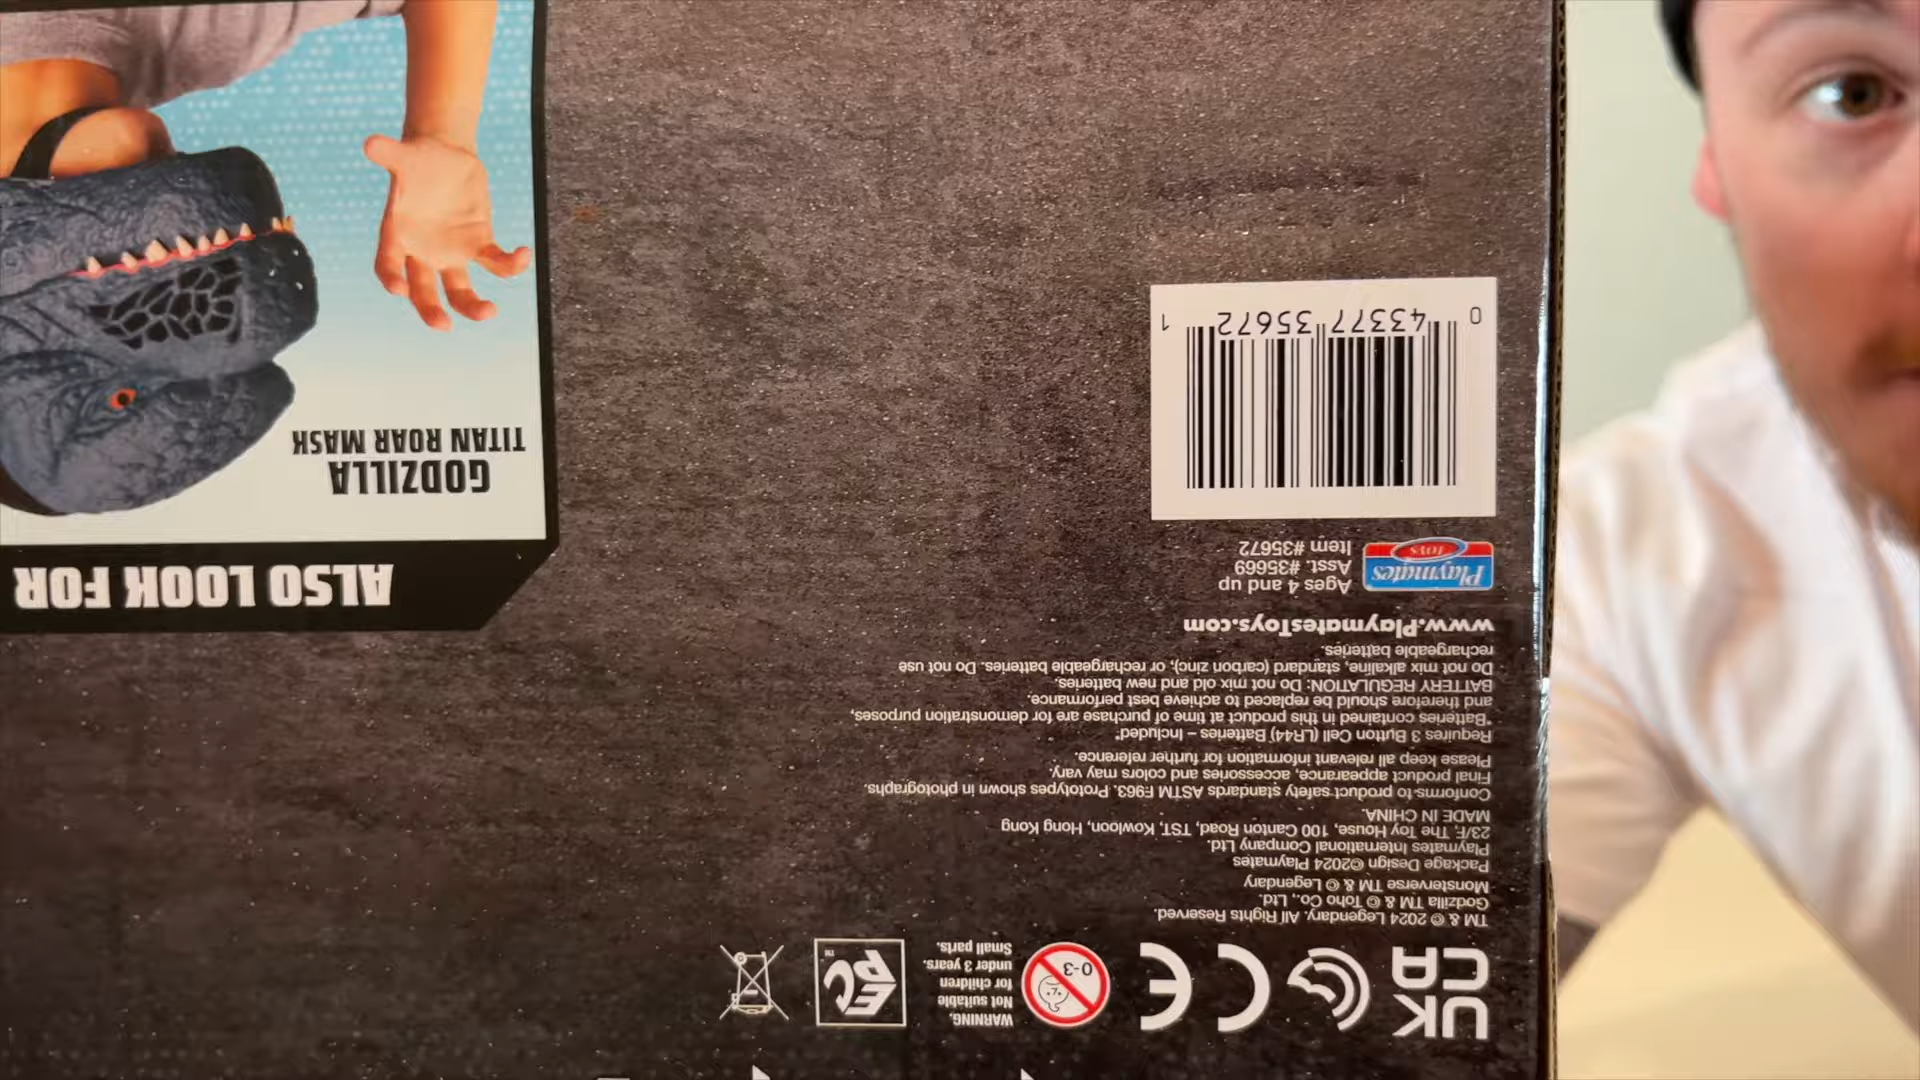 UK
CA
CE
0-3
WARNING,
Not suitable
for children
under 3 years.
Small parts.
EPC
TM
TM & © 2024 Legendary. All Rights Reserved.
Godzilla TM & © Toho Co., Ltd.
Monsterverse TM & © Legendary
Package Design ©2024 Playmates
Playmates International Company Ltd.
23/F, The Toy House, 100 Canton Road, TST, Kowloon, Hong Kong
MADE IN CHINA.
Conforms to product safety standards ASTM F963. Prototypes shown in photographs.
Final product appearance, accessories and colors may vary.
Please keep all relevant information for further reference.
Requires 3 Button Cell (LR44) Batteries – Included*
*Batteries contained in this product at time of purchase are for demonstration purposes,
and therefore should be replaced to achieve best performance.
BATTERY REGULATION: Do not mix old and new batteries.
Do not mix alkaline, standard (carbon zinc), or rechargeable batteries. Do not use
rechargeable batteries.
www.PlaymatesToys.com
Playmates
Toys
Ages 4 and up
Asst. #35669
Item #35672
0 43377 35672 1
ALSO LOOK FOR
GODZILLA
TITAN ROAR MASK